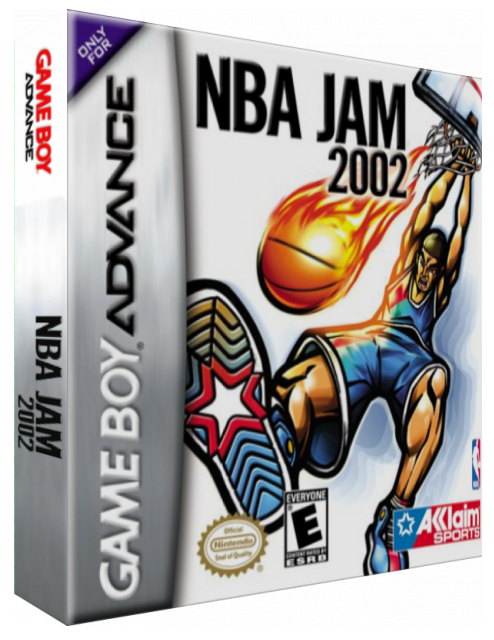 ONLY
FOR
GAME BOY
ADVANCE
NBA JAM
2002
GAME BOY ADVANCE
NBA JAM
2002
Official
Nintendo
Seal of Quality
EVERYONE
E
CONTENT RATED BY
ESRB
AKKlaim
SPORTS